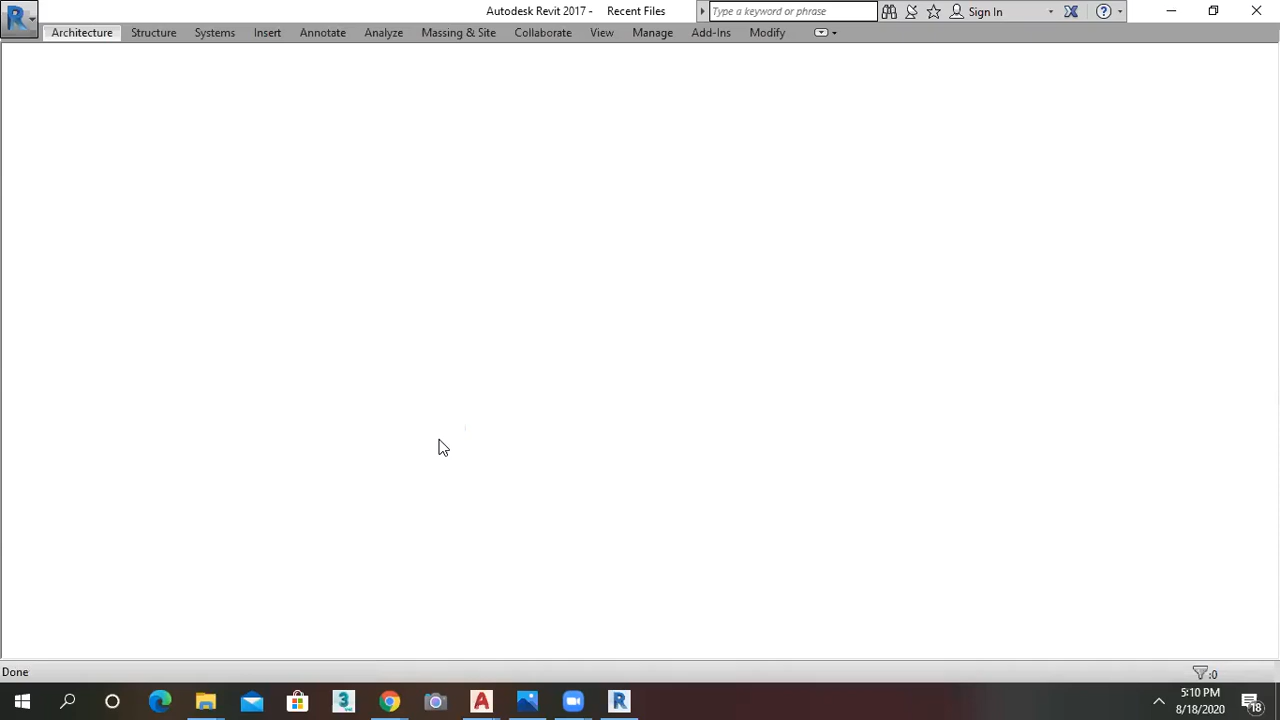 Autodesk Revit 2017 - Recent Files
Type a keyword or phrase
Sign In
Architecture Structure Systems Insert Annotate Analyze Massing & Site Collaborate View Manage Add-Ins Modify
Done
:0
5:10 PM
8/18/2020
18